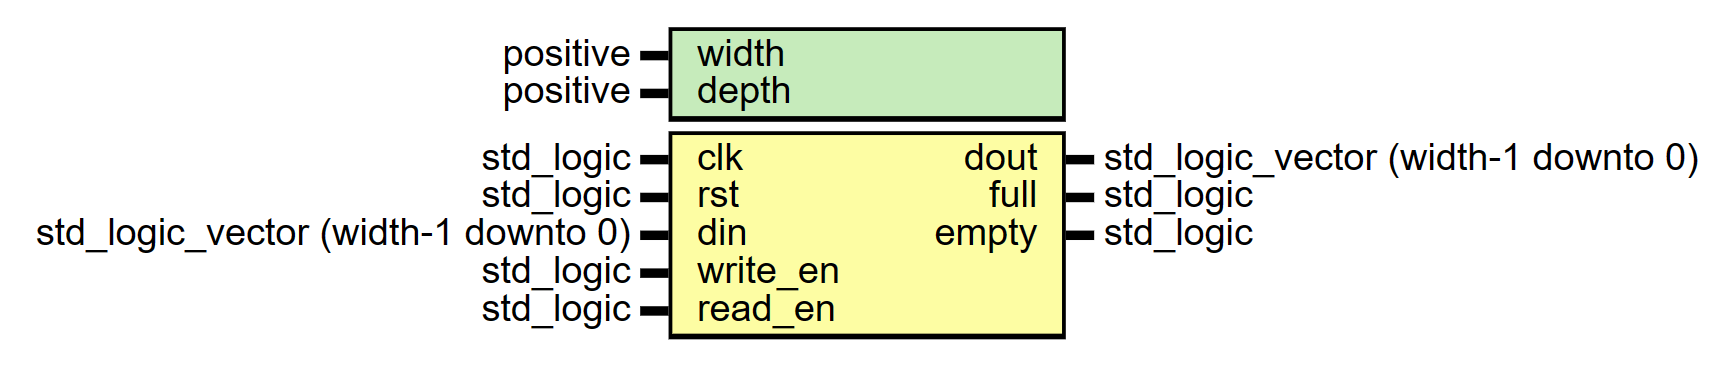 positive width
positive depth
std_logic clk dout std_logic_vector (width-1 downto 0)
std_logic rst full std_logic
std_logic_vector (width-1 downto 0) din empty std_logic
std_logic write_en
std_logic read_en